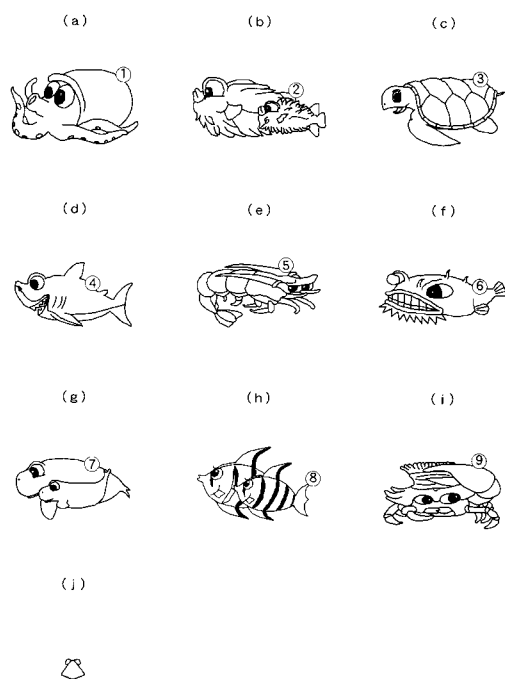 (a) (b) (c)
① ② ③
(d) (e) (f)
④ ⑤ ⑥
(g) (h) (i)
⑦ ⑧ ⑨
(j)